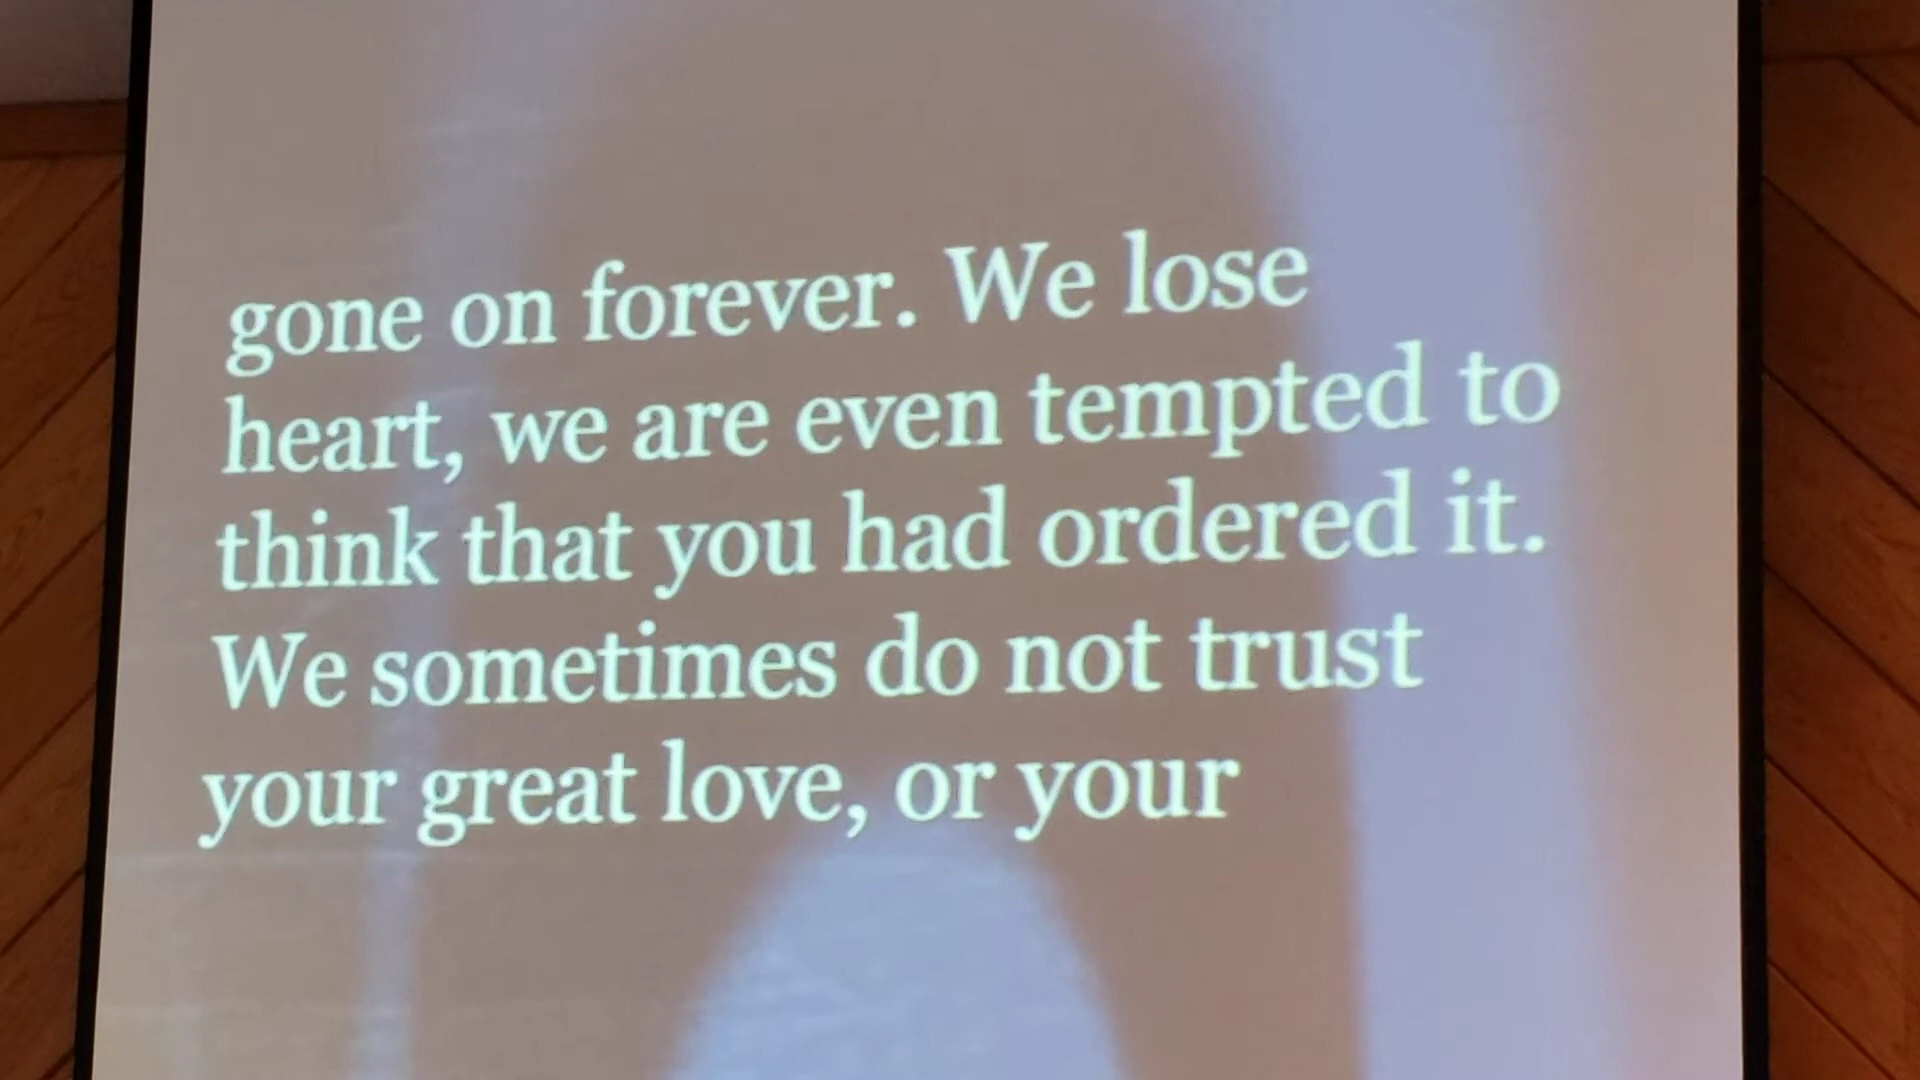 gone on forever. We lose
heart, we are even tempted to
think that you had ordered it.
We sometimes do not trust
your great love, or your